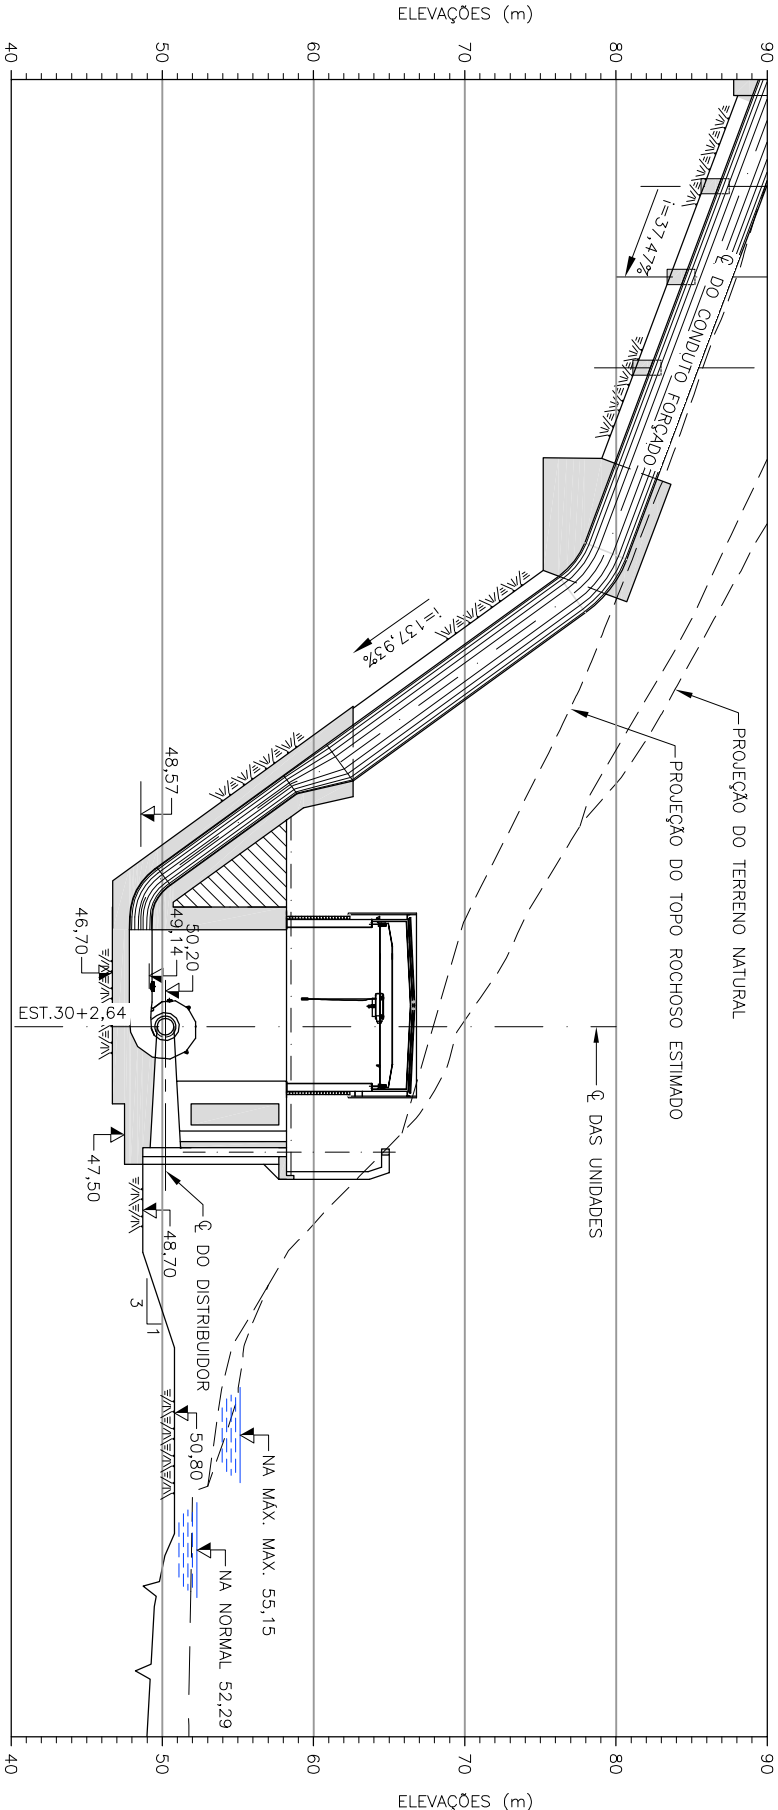 ELEVAÇÕES (m)
40
50
60
70
80
90
i=37,47%
℄ DO CONDUTO FORÇADO
i=137,93%
PROJEÇÃO DO TERRENO NATURAL
PROJEÇÃO DO TOPO ROCHOSO ESTIMADO
48,57
46,70
49,14
50,20
EST.30+2,64
℄ DAS UNIDADES
47,50
48,70
℄ DO DISTRIBUIDOR
3
1
50,80
NA MÁX. MAX. 55,15
NA NORMAL 52,29
40
50
60
70
80
90
ELEVAÇÕES (m)